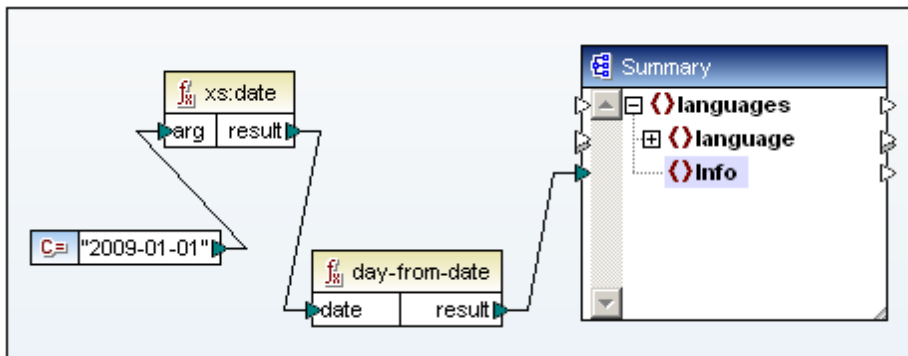 xs:date
arg result
C= "2009-01-01"
day-from-date
date result
Summary
languages
language
Info